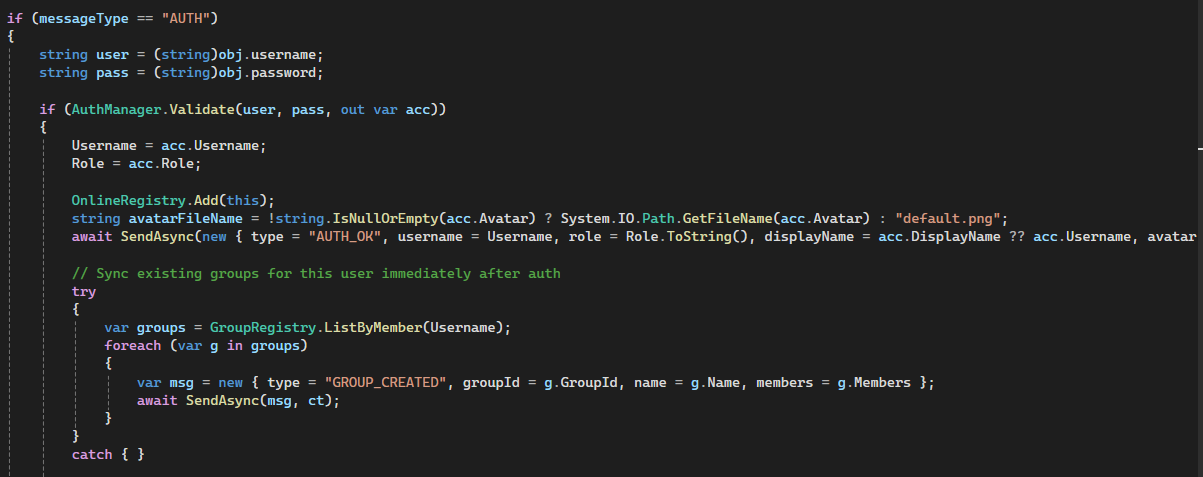 if (messageType == "AUTH")
{
string user = (string)obj.username;
string pass = (string)obj.password;
if (AuthManager.Validate(user, pass, out var acc))
{
Username = acc.Username;
Role = acc.Role;
OnlineRegistry.Add(this);
string avatarFileName = !string.IsNullOrEmpty(acc.Avatar) ? System.IO.Path.GetFileName(acc.Avatar) : "default.png";
await SendAsync(new { type = "AUTH_OK", username = Username, role = Role.ToString(), displayName = acc.DisplayName ?? acc.Username, avatar
// Sync existing groups for this user immediately after auth
try
{
var groups = GroupRegistry.ListByMember(Username);
foreach (var g in groups)
{
var msg = new { type = "GROUP_CREATED", groupId = g.GroupId, name = g.Name, members = g.Members };
await SendAsync(msg, ct);
}
}
catch { }